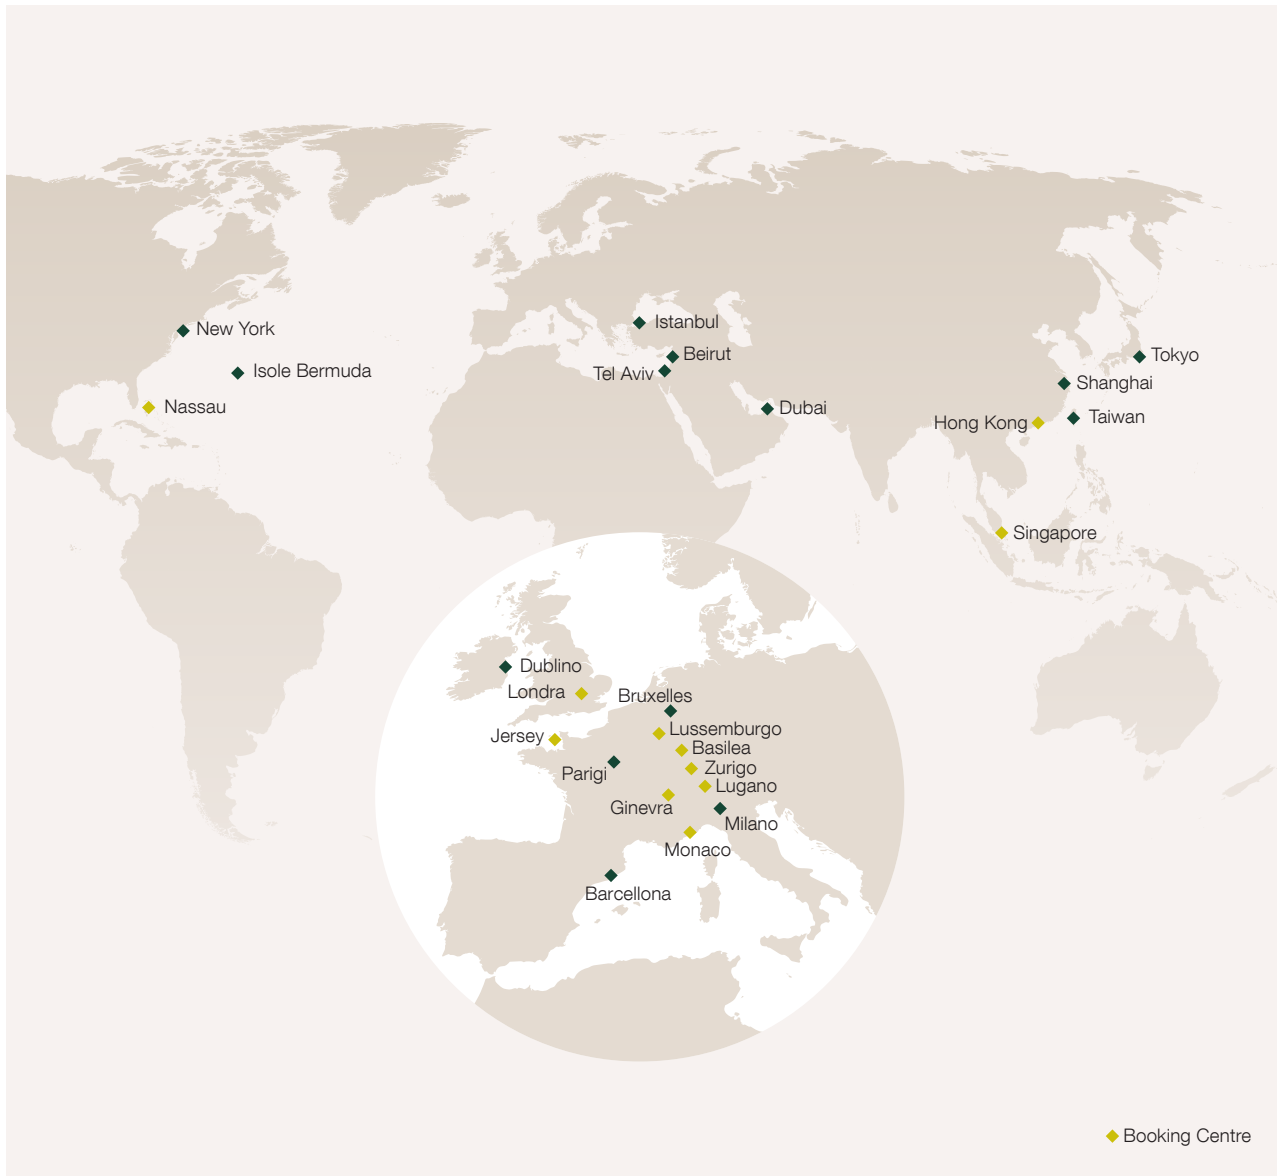 New York
Istanbul
Beirut
Tokyo
Isole Bermuda
Tel Aviv
Shanghai
Nassau
Dubai
Taiwan
Hong Kong
Singapore
Dublino
Londra
Bruxelles
Lussemburgo
Jersey
Basilea
Parigi
Zurigo
Lugano
Ginevra
Milano
Monaco
Barcellona
Booking Centre